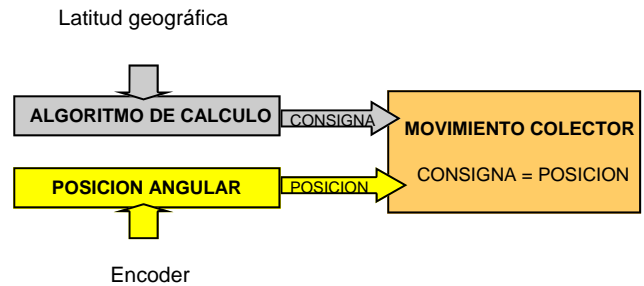 Latitud geográfica
ALGORITMO DE CALCULO
CONSIGNA
MOVIMIENTO COLECTOR
CONSIGNA = POSICION
POSICION ANGULAR
POSICION
Encoder